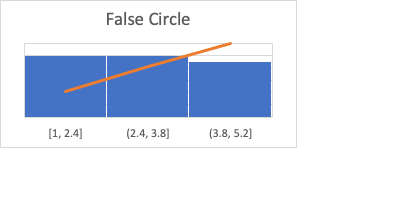 False Circle
[1, 2.4] (2.4, 3.8] (3.8, 5.2]